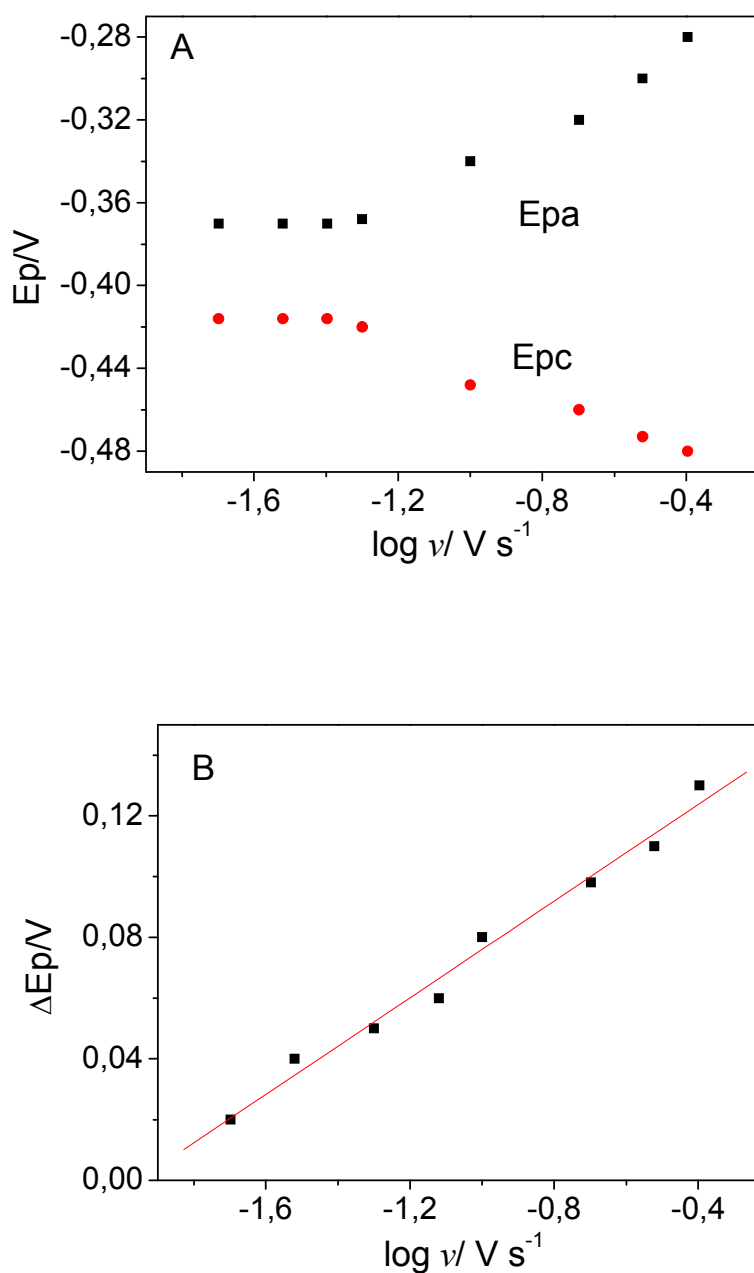 A
-0,28
-0,32
-0,36
-0,40
-0,44
-0,48
Ep/V
Epa
Epc
-1,6 -1,2 -0,8 -0,4
log v/ V s⁻¹
B
0,12
0,08
0,04
0,00
ΔEp/V
-1,6 -1,2 -0,8 -0,4
log v/ V s⁻¹